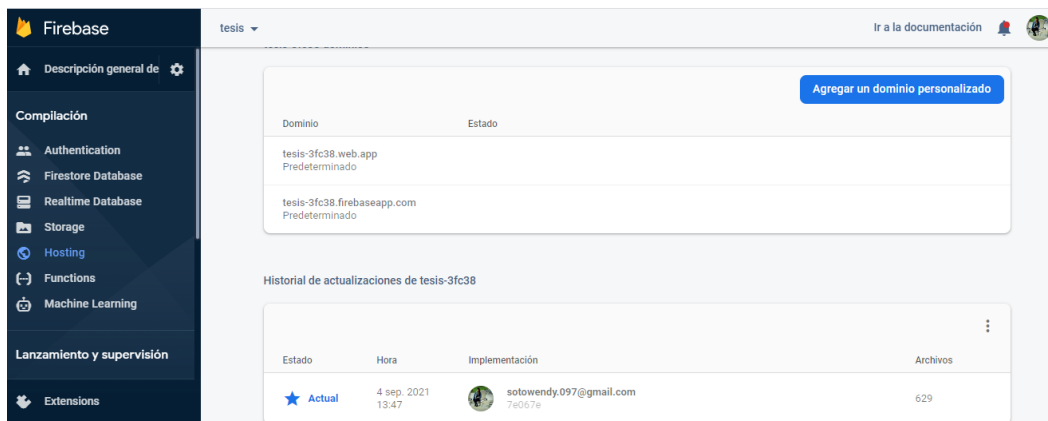 Firebase
tesis
Ir a la documentación
Descripción general de
Agregar un dominio personalizado
Compilación
Dominio Estado
Authentication
tesis-3fc38.web.app
Predeterminado
Firestore Database
Realtime Database
tesis-3fc38.firebaseapp.com
Predeterminado
Storage
Hosting
Functions
Historial de actualizaciones de tesis-3fc38
Machine Learning
Lanzamiento y supervisión
Estado Hora Implementación Archivos
Extensions
Actual
4 sep. 2021
13:47
sotowendy.097@gmail.com
7e067e
629